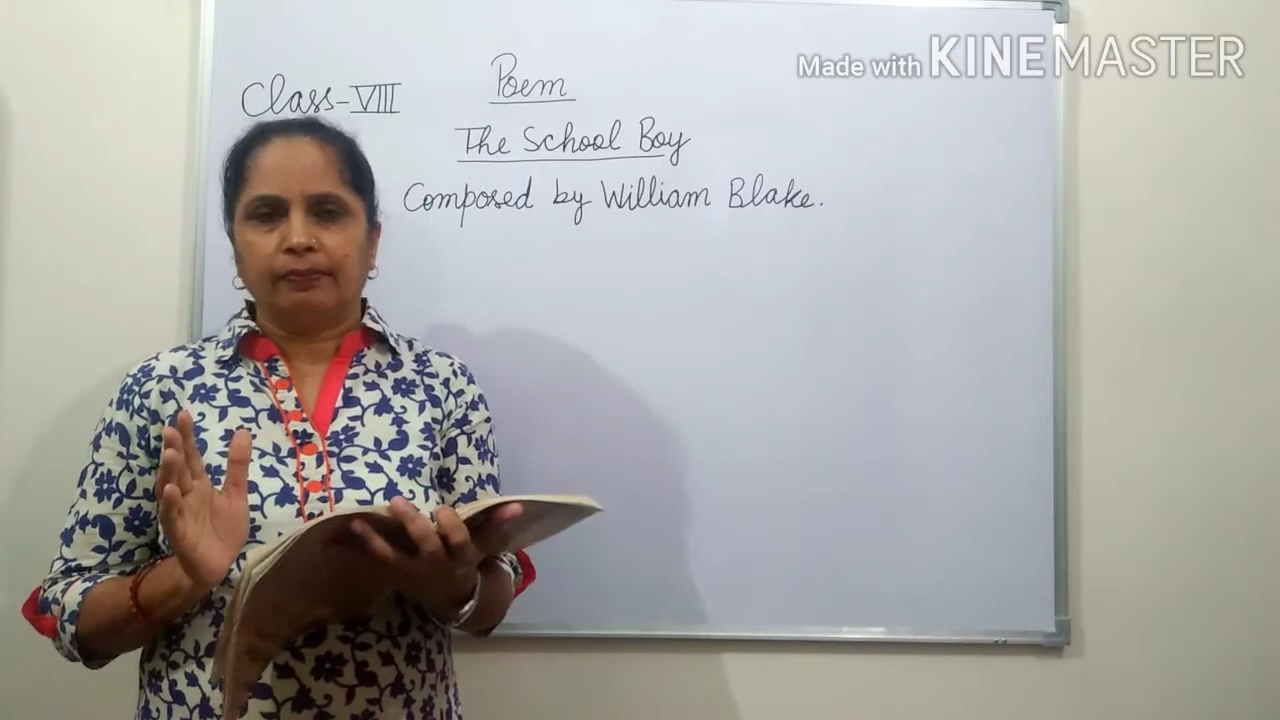 Made with KINEMASTER
Class-VIII
Poem
The School Boy
Composed by William Blake.